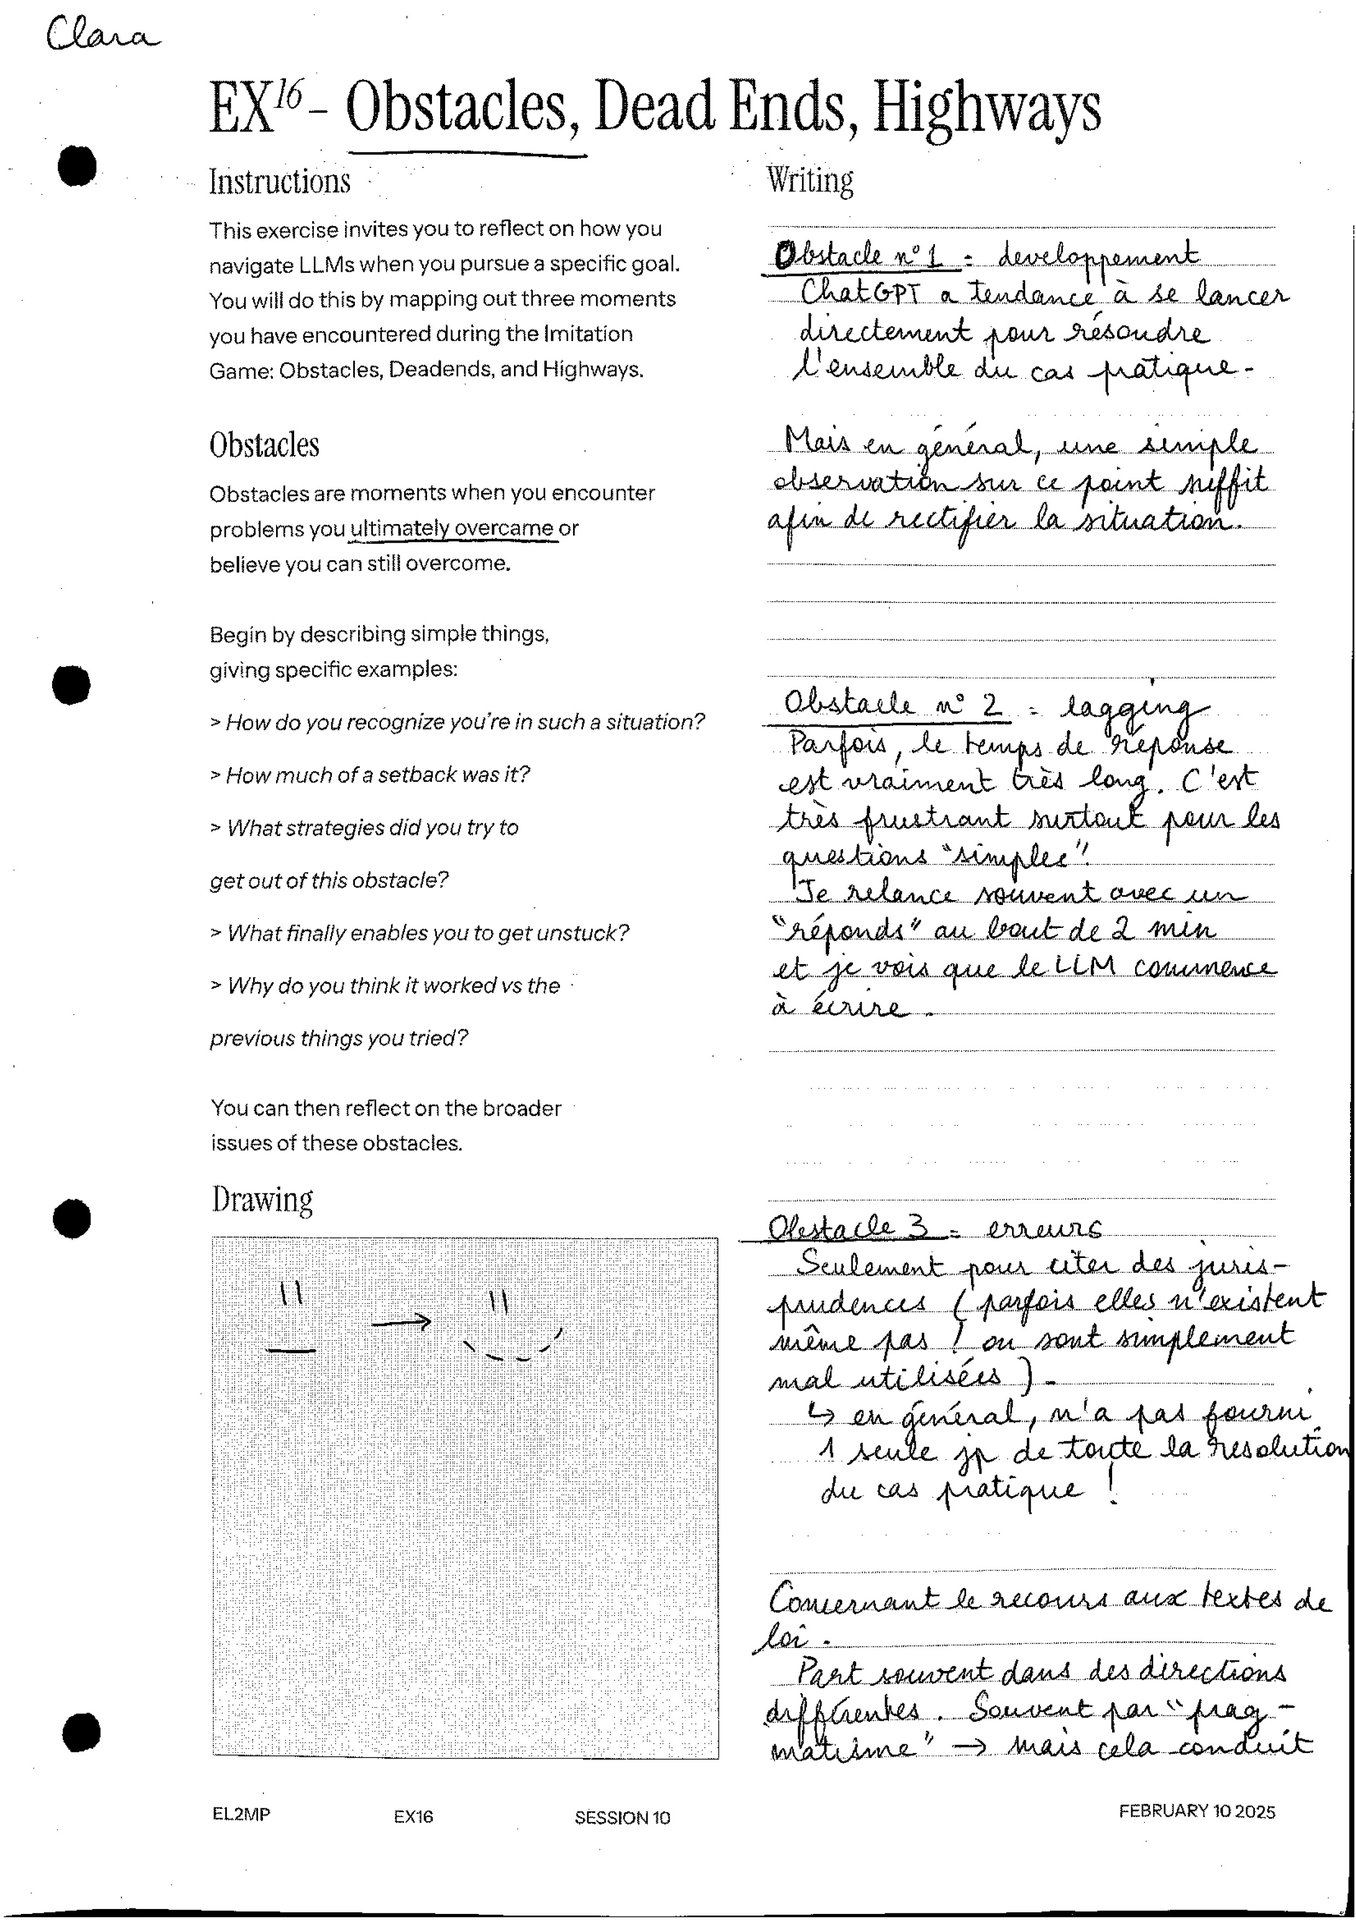 Clara
EX16 - Obstacles, Dead Ends, Highways
Instructions
This exercise invites you to reflect on how you
navigate LLMs when you pursue a specific goal.
You will do this by mapping out three moments
you have encountered during the Imitation
Game: Obstacles, Deadends, and Highways.
Obstacles
Obstacles are moments when you encounter
problems you ultimately overcame or
believe you can still overcome.
Begin by describing simple things,
giving specific examples:
> How do you recognize you're in such a situation?
> How much of a setback was it?
> What strategies did you try to
get out of this obstacle?
> What finally enables you to get unstuck?
> Why do you think it worked vs the
previous things you tried?
You can then reflect on the broader
issues of these obstacles.
Drawing
Writing
Obstacle n°1 : developpement
ChatGPT a tendance à se lancer
directement pour résoudre
l'ensemble du cas pratique.
Mais en général, une simple
observation sur ce point suffit
afin de rectifier la situation.
Obstacle n° 2 : lagging
Parfois, le temps de réponse
est vraiment très long. C'est
très frustrant surtout pour les
questions "simples".
Je relance souvent avec un
"réponds" au bout de 2 min
et je vois que le LLM commence
à écrire.
Obstacle 3 : erreurs
Seulement pour citer des juris-
prudences (parfois elles n'existent
même pas ! ou sont simplement
mal utilisées).
↳ en général, n'a pas fourni
1 seule jp de toute la resolution
du cas pratique !
Concernant le recours aux textes de
loi.
Part souvent dans des directions
différentes. Souvent par "prag-
matisme" → mais cela conduit
EL2MP EX16 SESSION 10 FEBRUARY 10 2025